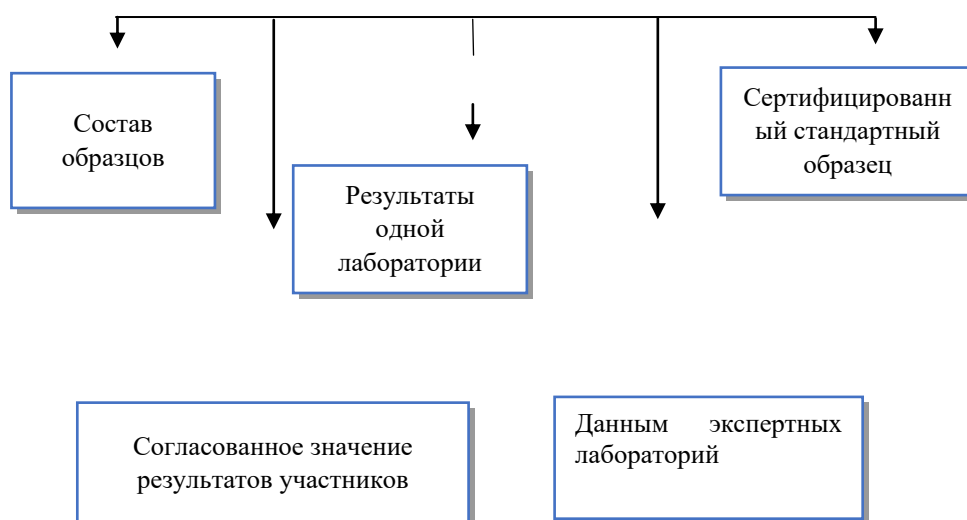 Состав
образцов
Сертифицированн
ый стандартный
образец
Результаты
одной
лаборатории
Согласованное значение
результатов участников
Данным экспертных
лабораторий